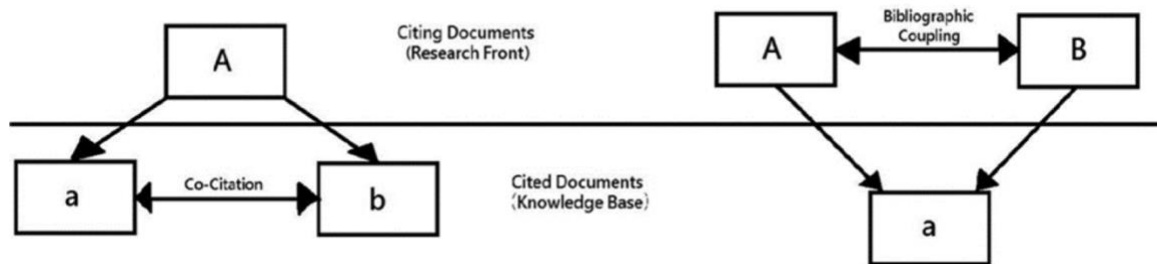 A
Citing Documents
(Research Front)
A
Bibliographic
Coupling
B
a
Co-Citation
b
Cited Documents
(Knowledge Base)
a